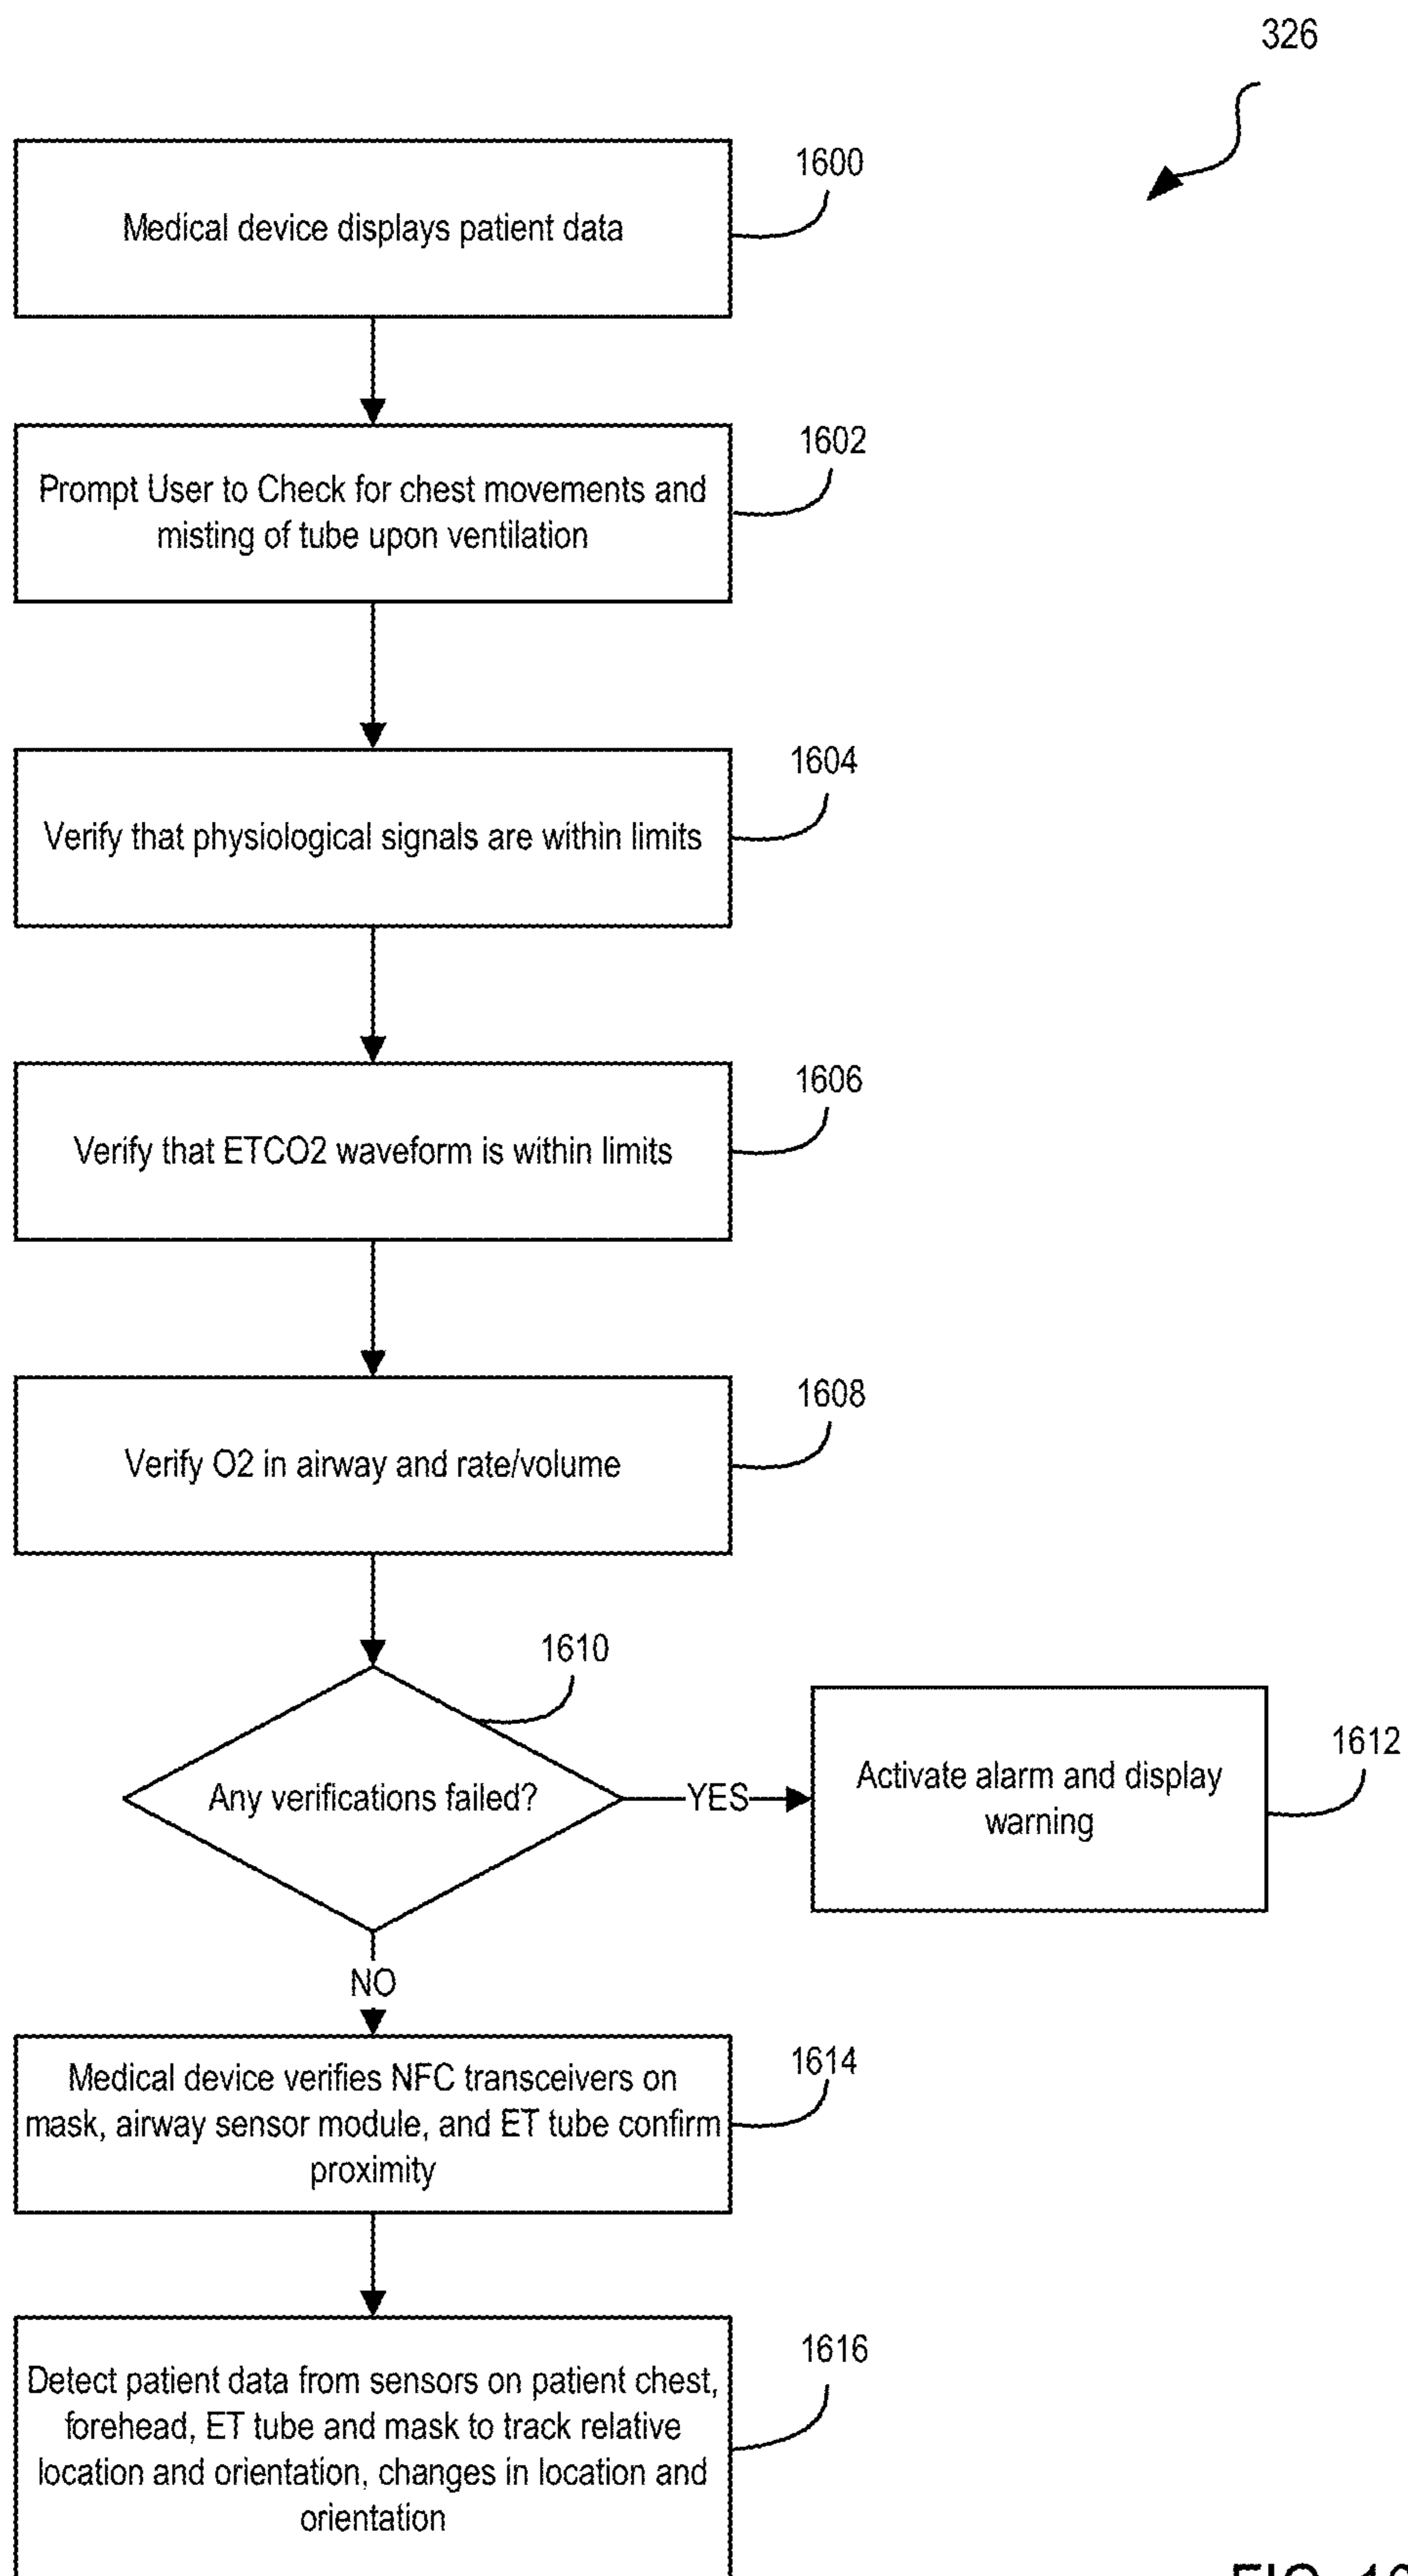 326
1600
Medical device displays patient data
1602
Prompt User to Check for chest movements and
misting of tube upon ventilation
1604
Verify that physiological signals are within limits
1606
Verify that ETCO2 waveform is within limits
1608
Verify O2 in airway and rate/volume
1610
Any verifications failed?
YES
1612
Activate alarm and display
warning
NO
1614
Medical device verifies NFC transceivers on
mask, airway sensor module, and ET tube confirm
proximity
1616
Detect patient data from sensors on patient chest,
forehead, ET tube and mask to track relative
location and orientation, changes in location and
orientation